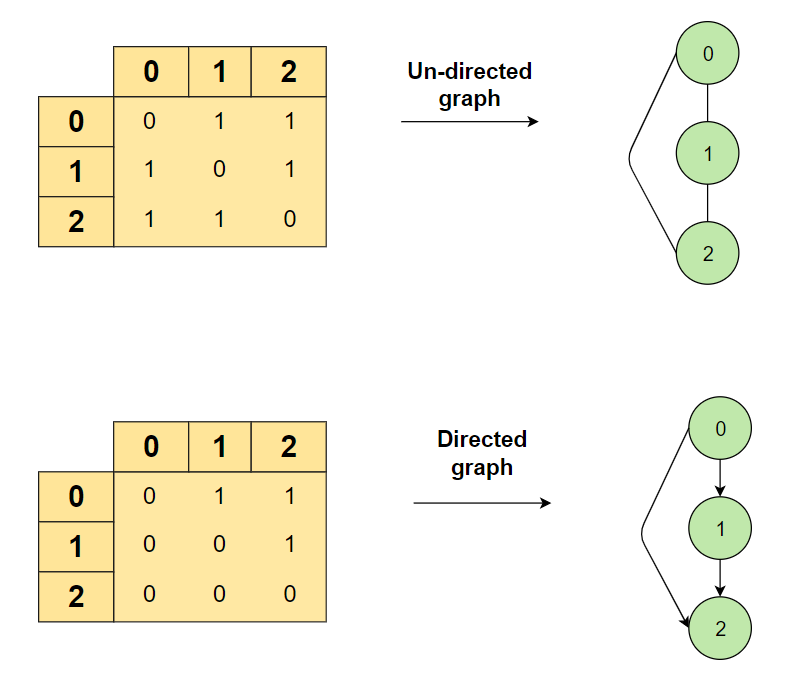 0 1 2
0 0 1 1
1 1 0 1
2 1 1 0
Un-directed
graph
0
1
2
0 1 2
0 0 1 1
1 0 0 1
2 0 0 0
Directed
graph
0
1
2